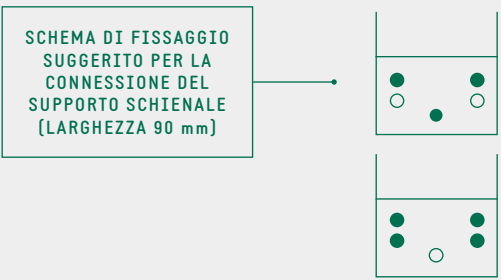 SCHEMA DI FISSAGGIO
SUGGERITO PER LA
CONNESSIONE DEL
SUPPORTO SCHIENALE
(LARGHEZZA 90 mm)